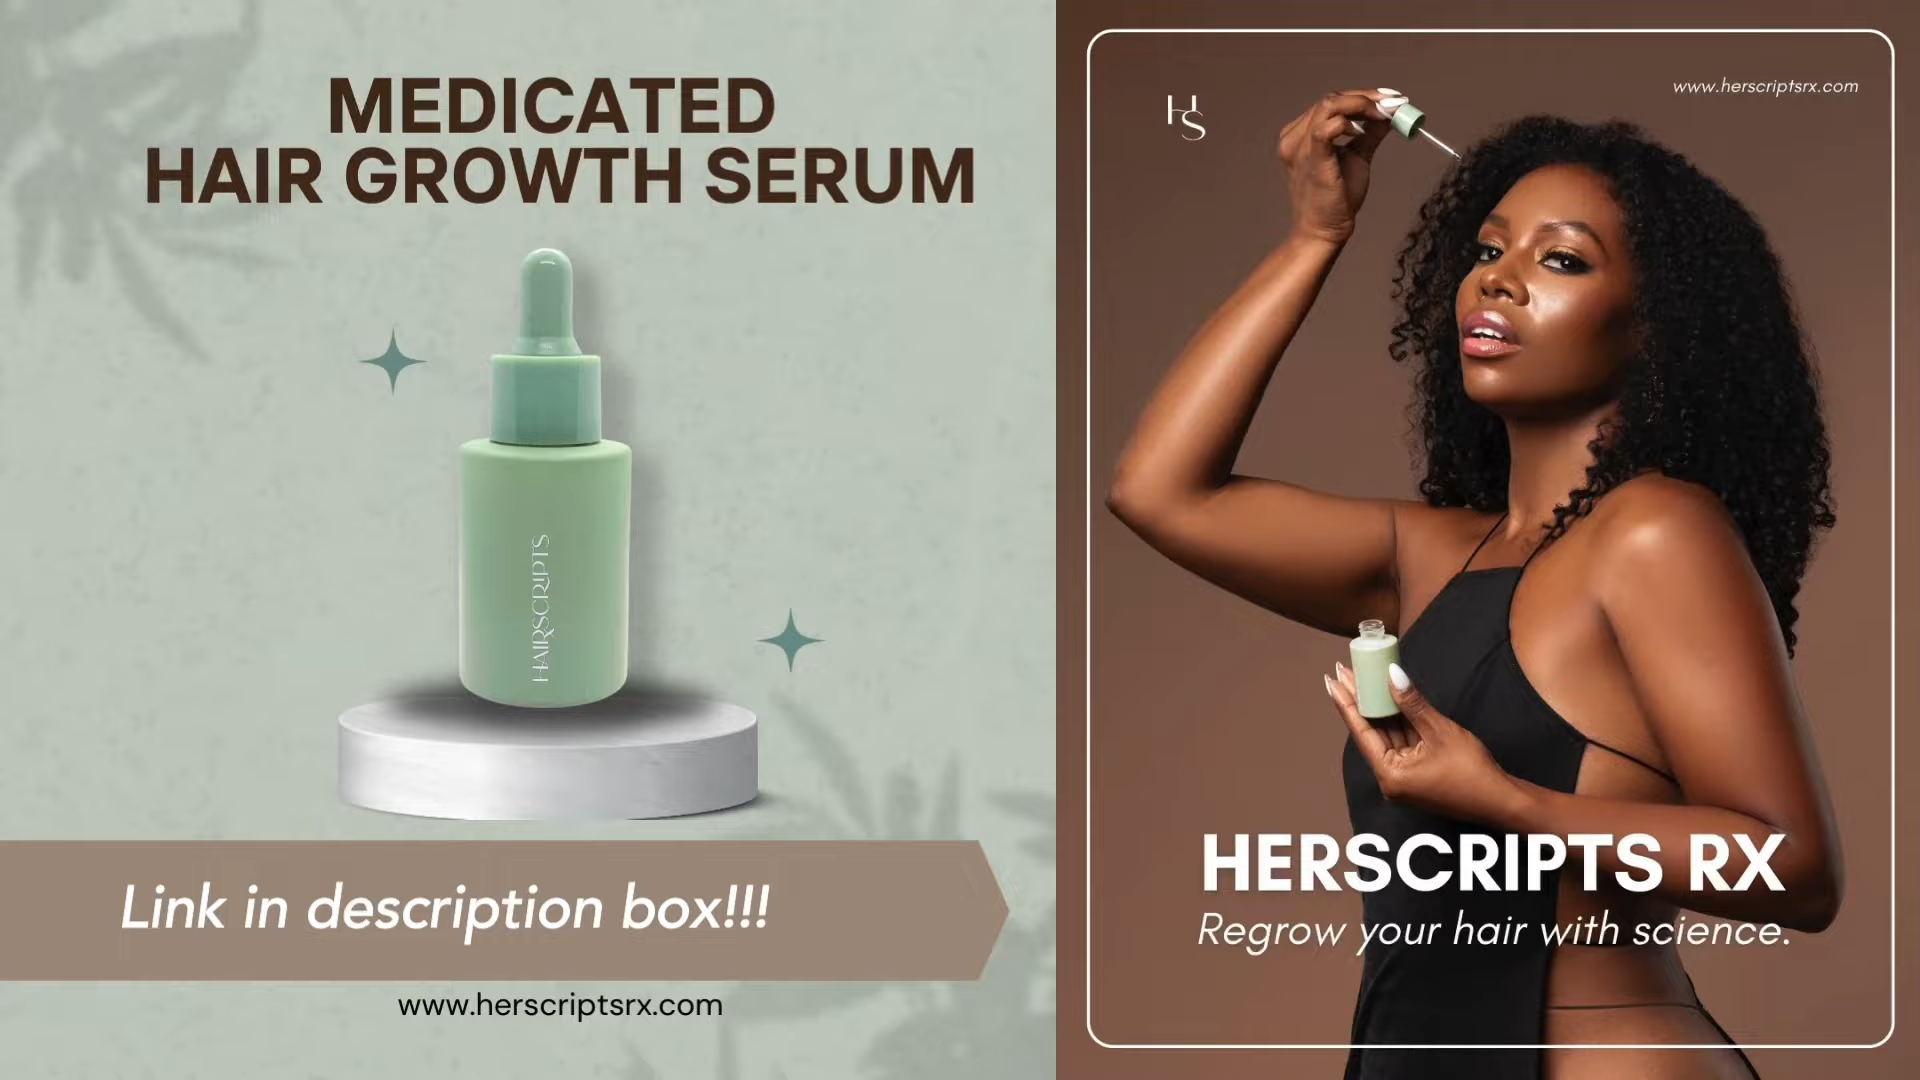 MEDICATED
HAIR GROWTH SERUM
HAIRSCRIPTS
Link in description box!!!
www.herscriptsrx.com
HS
www.herscriptsrx.com
HERSCRIPTS RX
Regrow your hair with science.